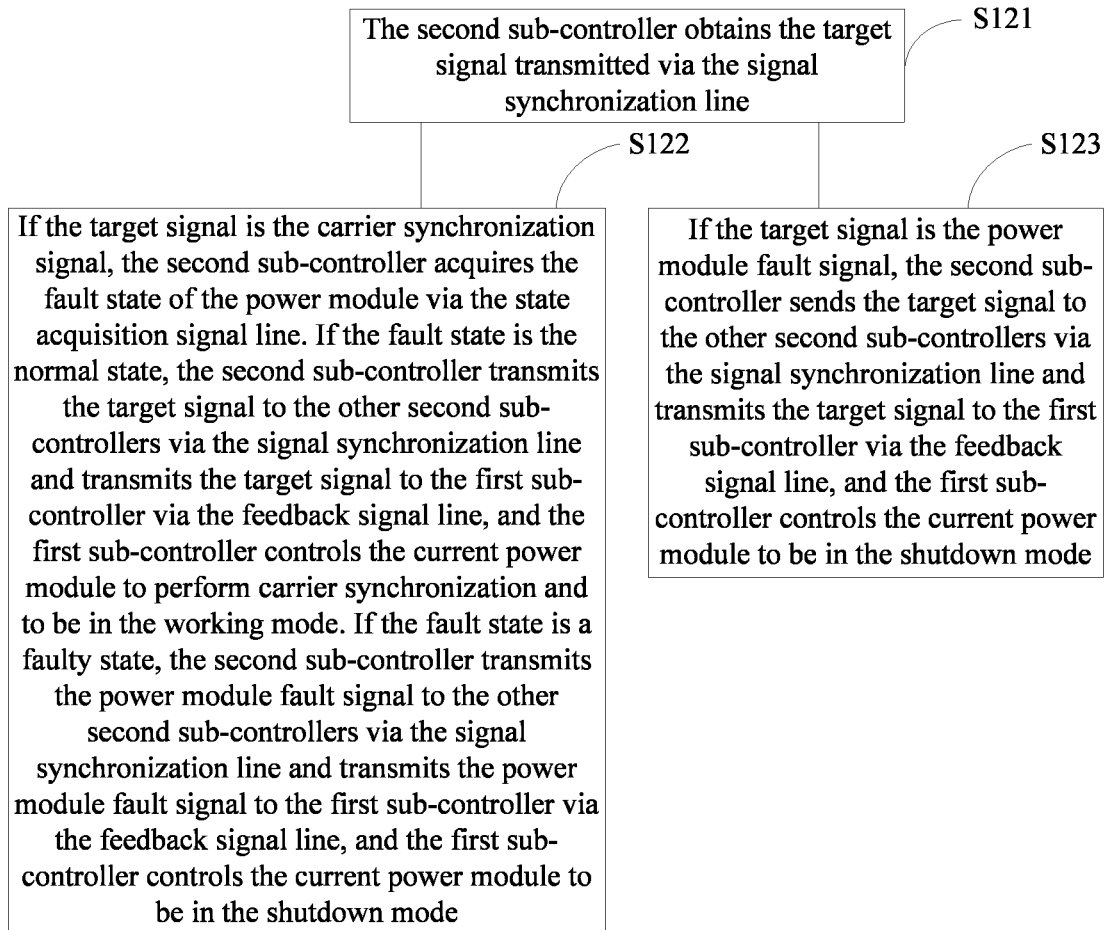 The second sub-controller obtains the target
signal transmitted via the signal
synchronization line
S121
S122
If the target signal is the carrier synchronization
signal, the second sub-controller acquires the
fault state of the power module via the state
acquisition signal line. If the fault state is the
normal state, the second sub-controller transmits
the target signal to the other second sub-
controllers via the signal synchronization line
and transmits the target signal to the first sub-
controller via the feedback signal line, and the
first sub-controller controls the current power
module to perform carrier synchronization and
to be in the working mode. If the fault state is a
faulty state, the second sub-controller transmits
the power module fault signal to the other
second sub-controllers via the signal
synchronization line and transmits the power
module fault signal to the first sub-controller via
the feedback signal line, and the first sub-
controller controls the current power module to
be in the shutdown mode
S123
If the target signal is the power
module fault signal, the second sub-
controller sends the target signal to
the other second sub-controllers via
the signal synchronization line and
transmits the target signal to the first
sub-controller via the feedback
signal line, and the first sub-
controller controls the current power
module to be in the shutdown mode